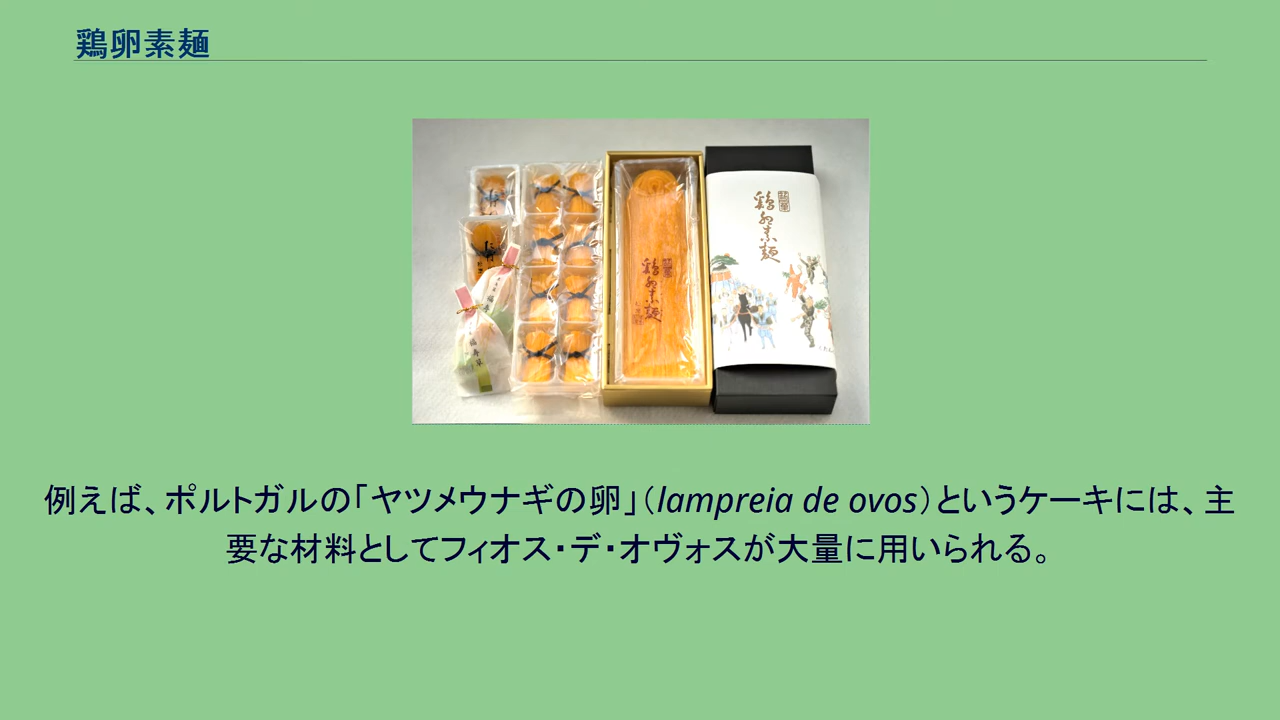 鶏卵素麺
鶏卵素麺
鶏卵素麺
例えば、ポルトガルの「ヤツメウナギの卵」（lampreia de ovos）というケーキには、主
要な材料としてフィオス・デ・オヴォスが大量に用いられる。